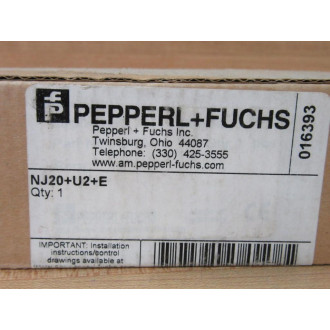 PEPPERL+FUCHS
Pepperl + Fuchs Inc.
Twinsburg, Ohio 44087
Telephone: (330) 425-3555
www.am.pepperl-fuchs.com
016393
NJ20+U2+E
Qty: 1
IMPORTANT: Installation
instructions/control
drawings available at